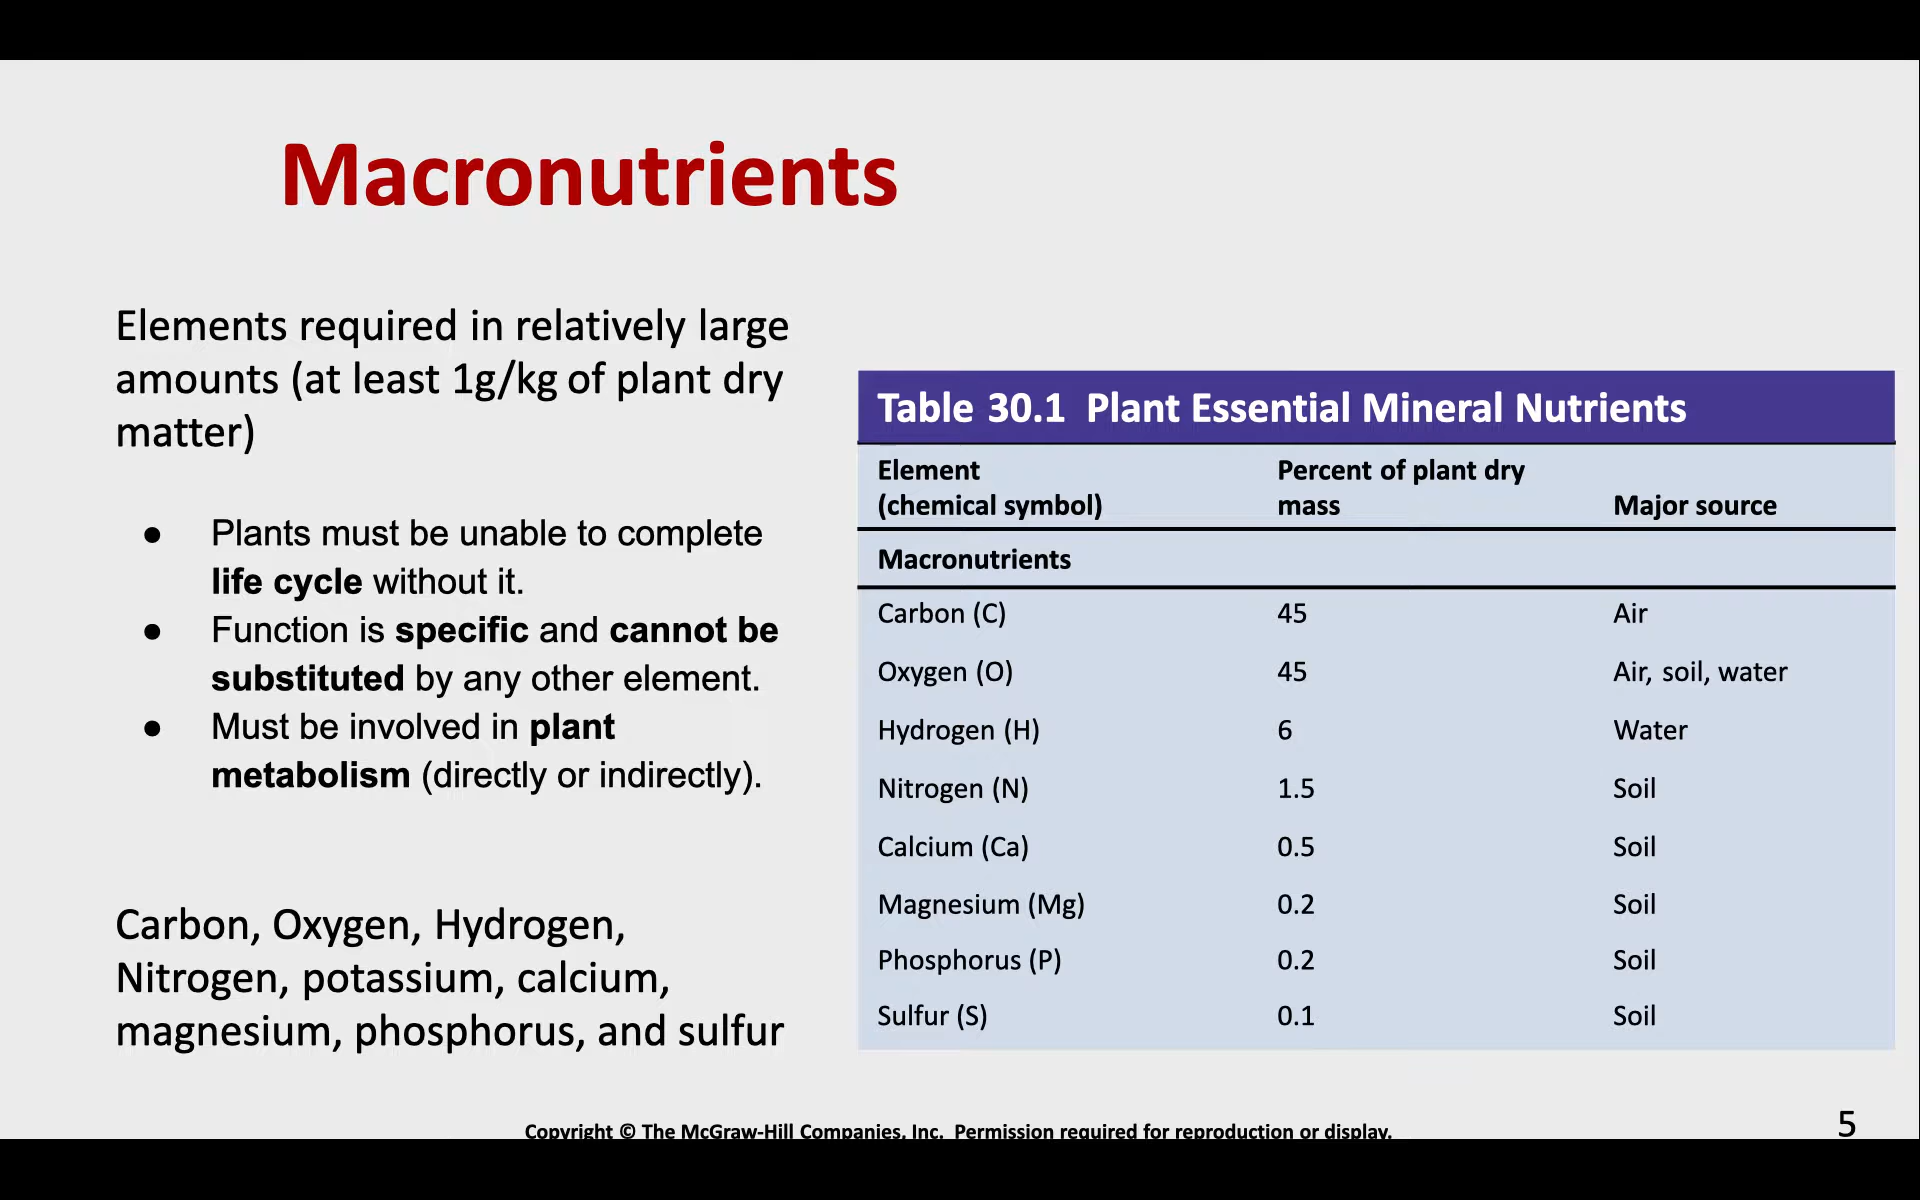 Macronutrients
Elements required in relatively large
amounts (at least 1g/kg of plant dry
matter)
● Plants must be unable to complete
life cycle without it.
● Function is specific and cannot be
substituted by any other element.
● Must be involved in plant
metabolism (directly or indirectly).
Carbon, Oxygen, Hydrogen,
Nitrogen, potassium, calcium,
magnesium, phosphorus, and sulfur
Table 30.1 Plant Essential Mineral Nutrients
Element Percent of plant dry
(chemical symbol) mass Major source
Macronutrients
Carbon (C) 45 Air
Oxygen (O) 45 Air, soil, water
Hydrogen (H) 6 Water
Nitrogen (N) 1.5 Soil
Calcium (Ca) 0.5 Soil
Magnesium (Mg) 0.2 Soil
Phosphorus (P) 0.2 Soil
Sulfur (S) 0.1 Soil
Copyright © The McGraw-Hill Companies, Inc. Permission required for reproduction or display.
5